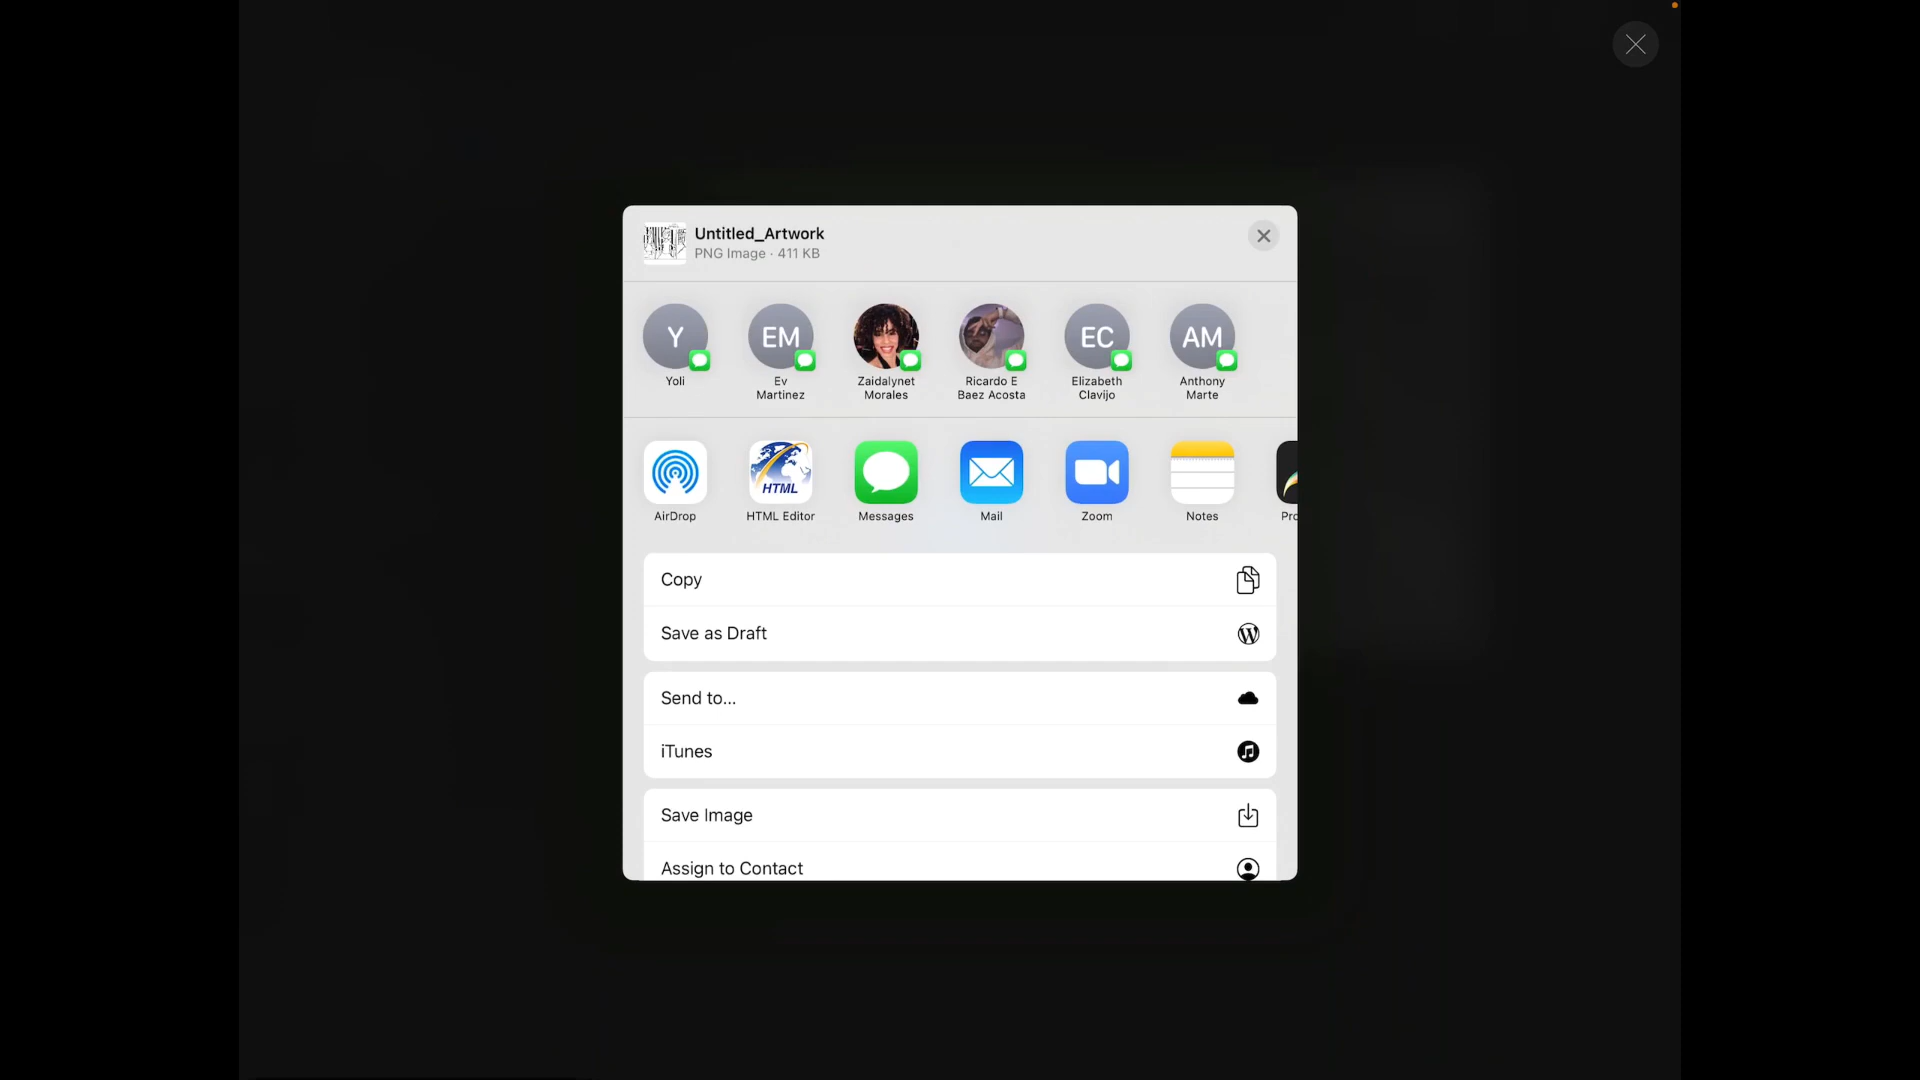 Untitled_Artwork
PNG Image · 411 KB
Y
EM
EC
AM
Yoli
Ev
Martinez
Zaidalynet
Morales
Ricardo E
Baez Acosta
Elizabeth
Clavijo
Anthony
Marte
HTML
AirDrop
HTML Editor
Messages
Mail
Zoom
Notes
Pro
Copy
Save as Draft
Send to...
iTunes
Save Image
Assign to Contact